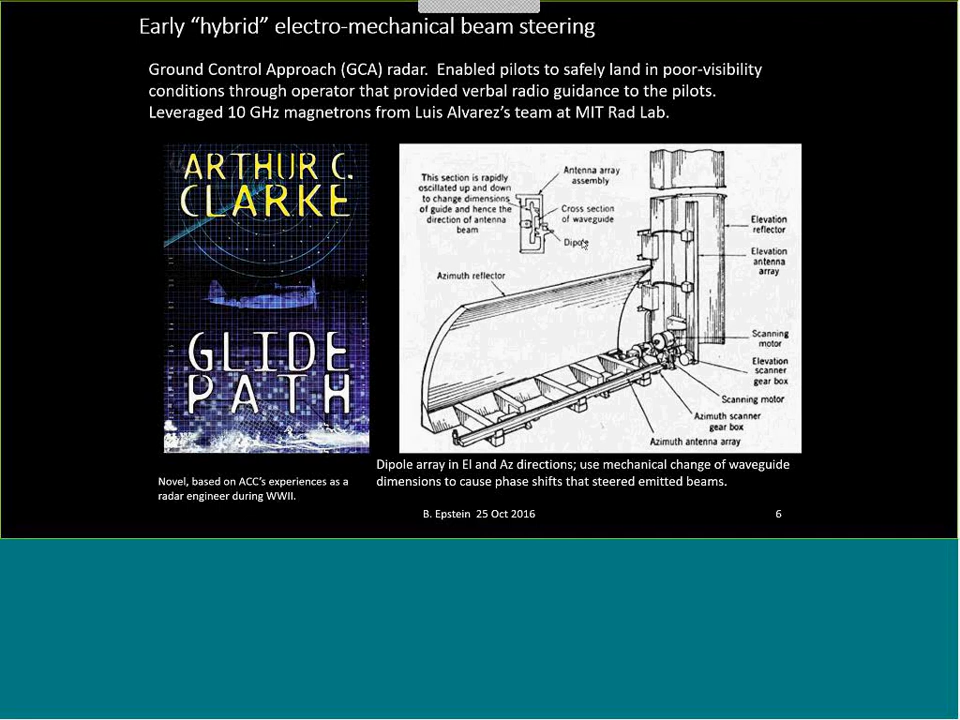 Early “hybrid” electro-mechanical beam steering
Ground Control Approach (GCA) radar. Enabled pilots to safely land in poor-visibility
conditions through operator that provided verbal radio guidance to the pilots.
Leveraged 10 GHz magnetrons from Luis Alvarez’s team at MIT Rad Lab.
ARTHUR C.
CLARKE
GLIDE
PATH
This section is rapidly
oscillated up and down
to change dimensions
of guide and hence the
direction of antenna
beam
Antenna array
assembly
Cross section
of waveguide
Dipole
Azimuth reflector
Elevation
reflector
Elevation
antenna
array
Scanning
motor
Elevation
scanner
gear box
Scanning motor
Azimuth scanner
gear box
Azimuth antenna array
Dipole array in El and Az directions; use mechanical change of waveguide
dimensions to cause phase shifts that steered emitted beams.
Novel, based on ACC’s experiences as a
radar engineer during WWII.
B. Epstein 25 Oct 2016
6